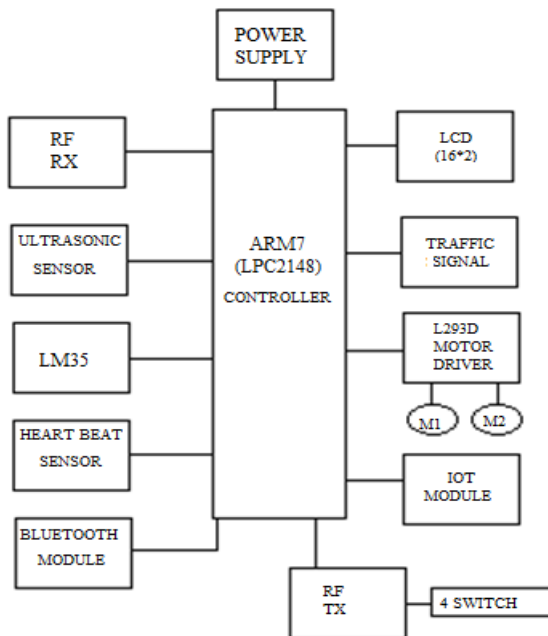 POWER
SUPPLY
RF
RX
LCD
(16*2)
ULTRASONIC
SENSOR
ARM7
(LPC2148)
CONTROLLER
TRAFFIC
: SIGNAL
LM35
L293D
MOTOR
DRIVER
M1
M2
HEART BEAT
SENSOR
IOT
MODULE
BLUETOOTH
MODULE
RF
TX
4 SWITCH